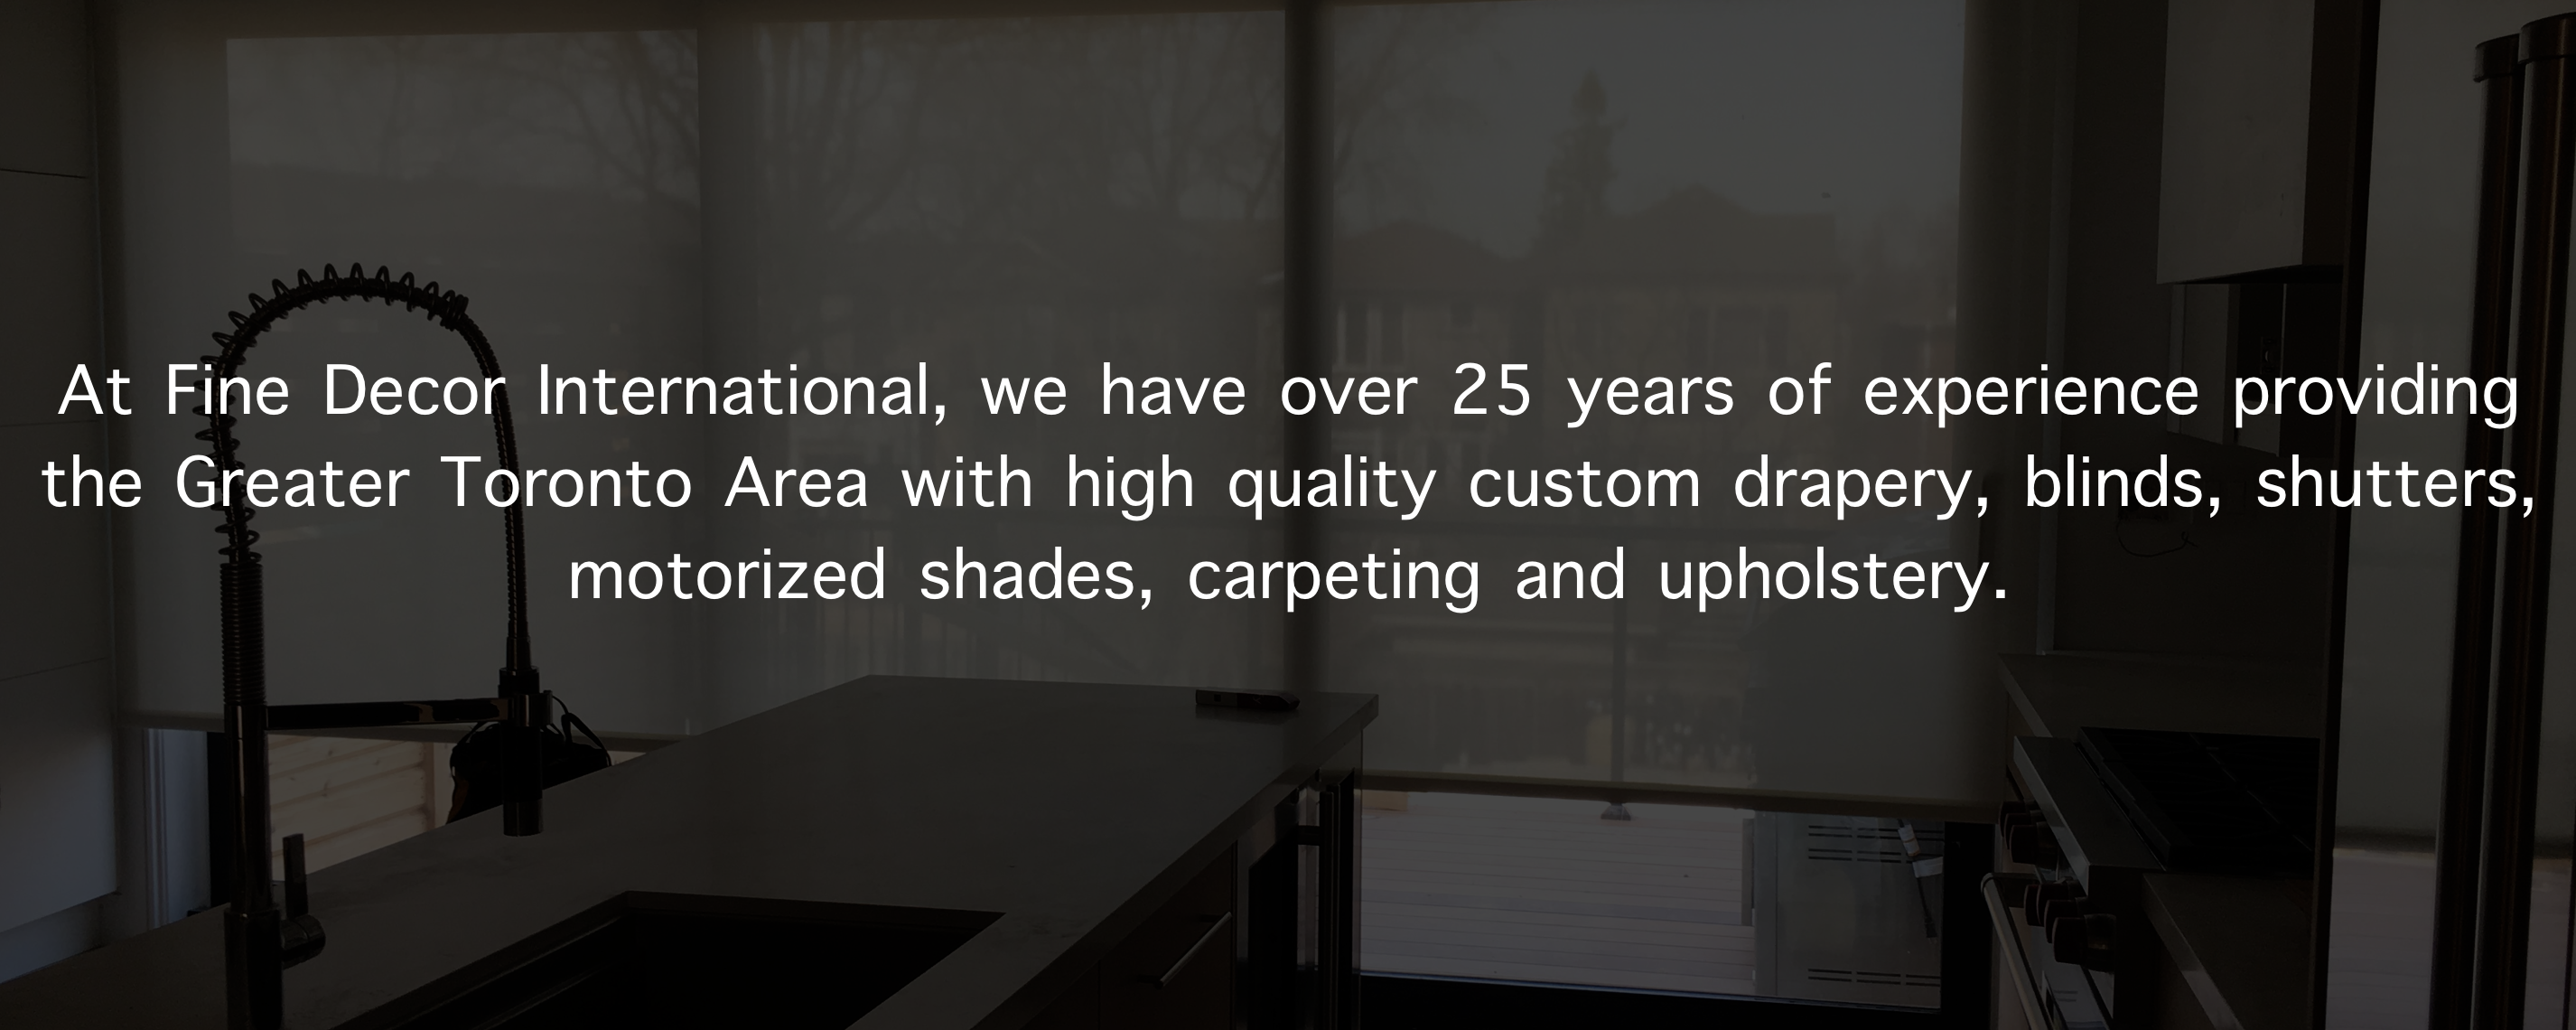 At Fine Decor International, we have over 25 years of experience providing
the Greater Toronto Area with high quality custom drapery, blinds, shutters,
motorized shades, carpeting and upholstery.